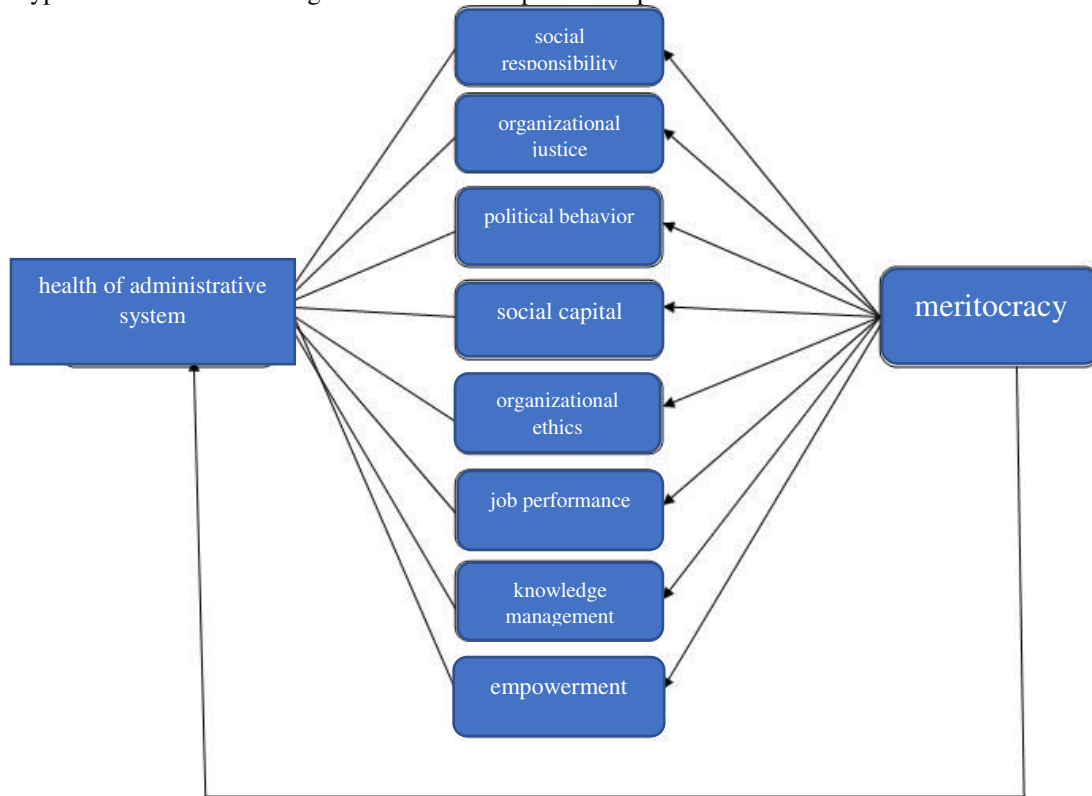 social
responsibility
organizational
justice
political behavior
health of administrative
system
social capital
meritocracy
organizational
ethics
job performance
knowledge
management
empowerment